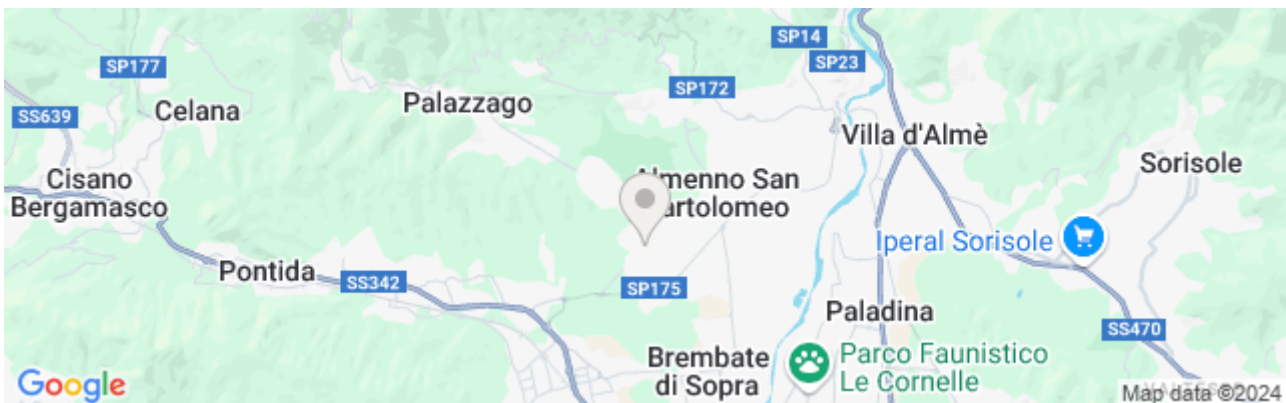 SP14
SP23
SP177
SP172
Palazzago
Celana
SS639
Villa d'Almè
Sorisole
Cisano
Bergamasco
Almenno San
Bartolomeo
Iperal Sorisole
Pontida
SS342
SP175
Paladina
SS470
Brembate
di Sopra
Parco Faunistico
Le Cornelle
Google
Map data ©2024